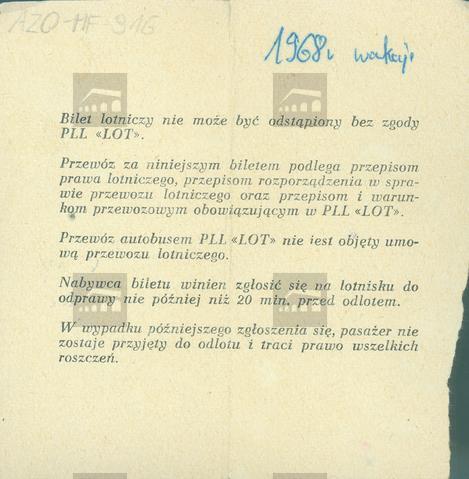 AZO-HF-916
1968r wakacje
Bilet lotniczy nie może być odstąpiony bez zgody
PLL «LOT».
Przewóz za niniejszym biletem podlega przepisom
prawa lotniczego, przepisom rozporządzenia w spra-
wie przewozu lotniczego oraz przepisom i warun-
kom przewozowym obowiązującym w PLL «LOT».
Przewóz autobusem PLL «LOT» nie jest objęty umo-
wą przewozu lotniczego.
Nabywca biletu winien zgłosić się na lotnisku do
odprawy nie później niż 20 min. przed odlotem.
W wypadku późniejszego zgłoszenia się, pasażer nie
zostaje przyjęty do odlotu i traci prawo wszelkich
roszczeń.